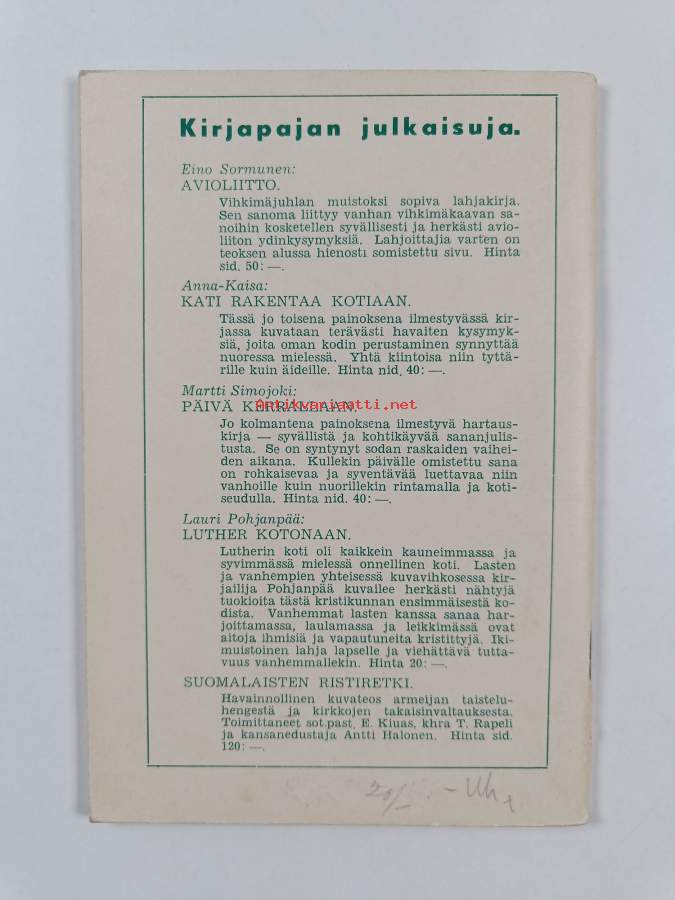 Kirjapajan julkaisuja.
Eino Sormunen:
AVIOLIITTO.
Vihkimäjuhlan muistoksi sopiva lahjakirja.
Sen sanoma liittyy vanhan vihkimäkaavan sa-
noihin kosketellen syvällisesti ja herkästi avio-
liiton ydinkysymyksiä. Lahjoittajia varten on
teoksen alussa hienosti somistettu sivu. Hinta
sid. 50: —.
Anna-Kaisa:
KATI RAKENTAA KOTIAAN.
Tässä jo toisena painoksena ilmestyvässä kir-
jassa kuvataan terävästi havaiten kysymyk-
siä, joita oman kodin perustaminen synnyttää
nuoressa mielessä. Yhtä kiintoisa niin tyttä-
rille kuin äideille. Hinta nid. 40: —.
Martti Simojoki:
PÄIVÄ KERRALLAAN.
Antikvariaatti.net
Jo kolmantena painoksena ilmestyvä hartaus-
kirja — syvällistä ja kohtikäyvää sananjulis-
tusta. Se on syntynyt sodan raskaiden vaihei-
den aikana. Kullekin päivälle omistettu sana
on rohkaisevaa ja syventävää luettavaa niin
vanhoille kuin nuorillekin rintamalla ja koti-
seudulla. Hinta nid. 40: —.
Lauri Pohjanpää:
LUTHER KOTONAAN.
Lutherin koti oli kaikkein kauneimmassa ja
syvimmässä mielessä onnellinen koti. Lasten
ja vanhempien yhteisessä kuvavihkosessa kir-
jailija Pohjanpää kuvailee herkästi nähtyjä
tuokioita tästä kristikunnan ensimmäisestä ko-
dista. Vanhemmat lasten kanssa sanaa har-
joittamassa, laulamassa ja leikkimässä ovat
aitoja ihmisiä ja vapautuneita kristittyjä. Iki-
muistoinen lahja lapselle ja viehättävä tutta-
vuus vanhemmallekin. Hinta 20: —.
SUOMALAISTEN RISTIRETKI.
Havainnollinen kuvateos armeijan taistelu-
hengestä ja kirkkojen takaisinvaltauksesta.
Toimittaneet sot.past. E. Kiuas, khra T. Rapeli
ja kansanedustaja Antti Halonen. Hinta sid.
120: —.